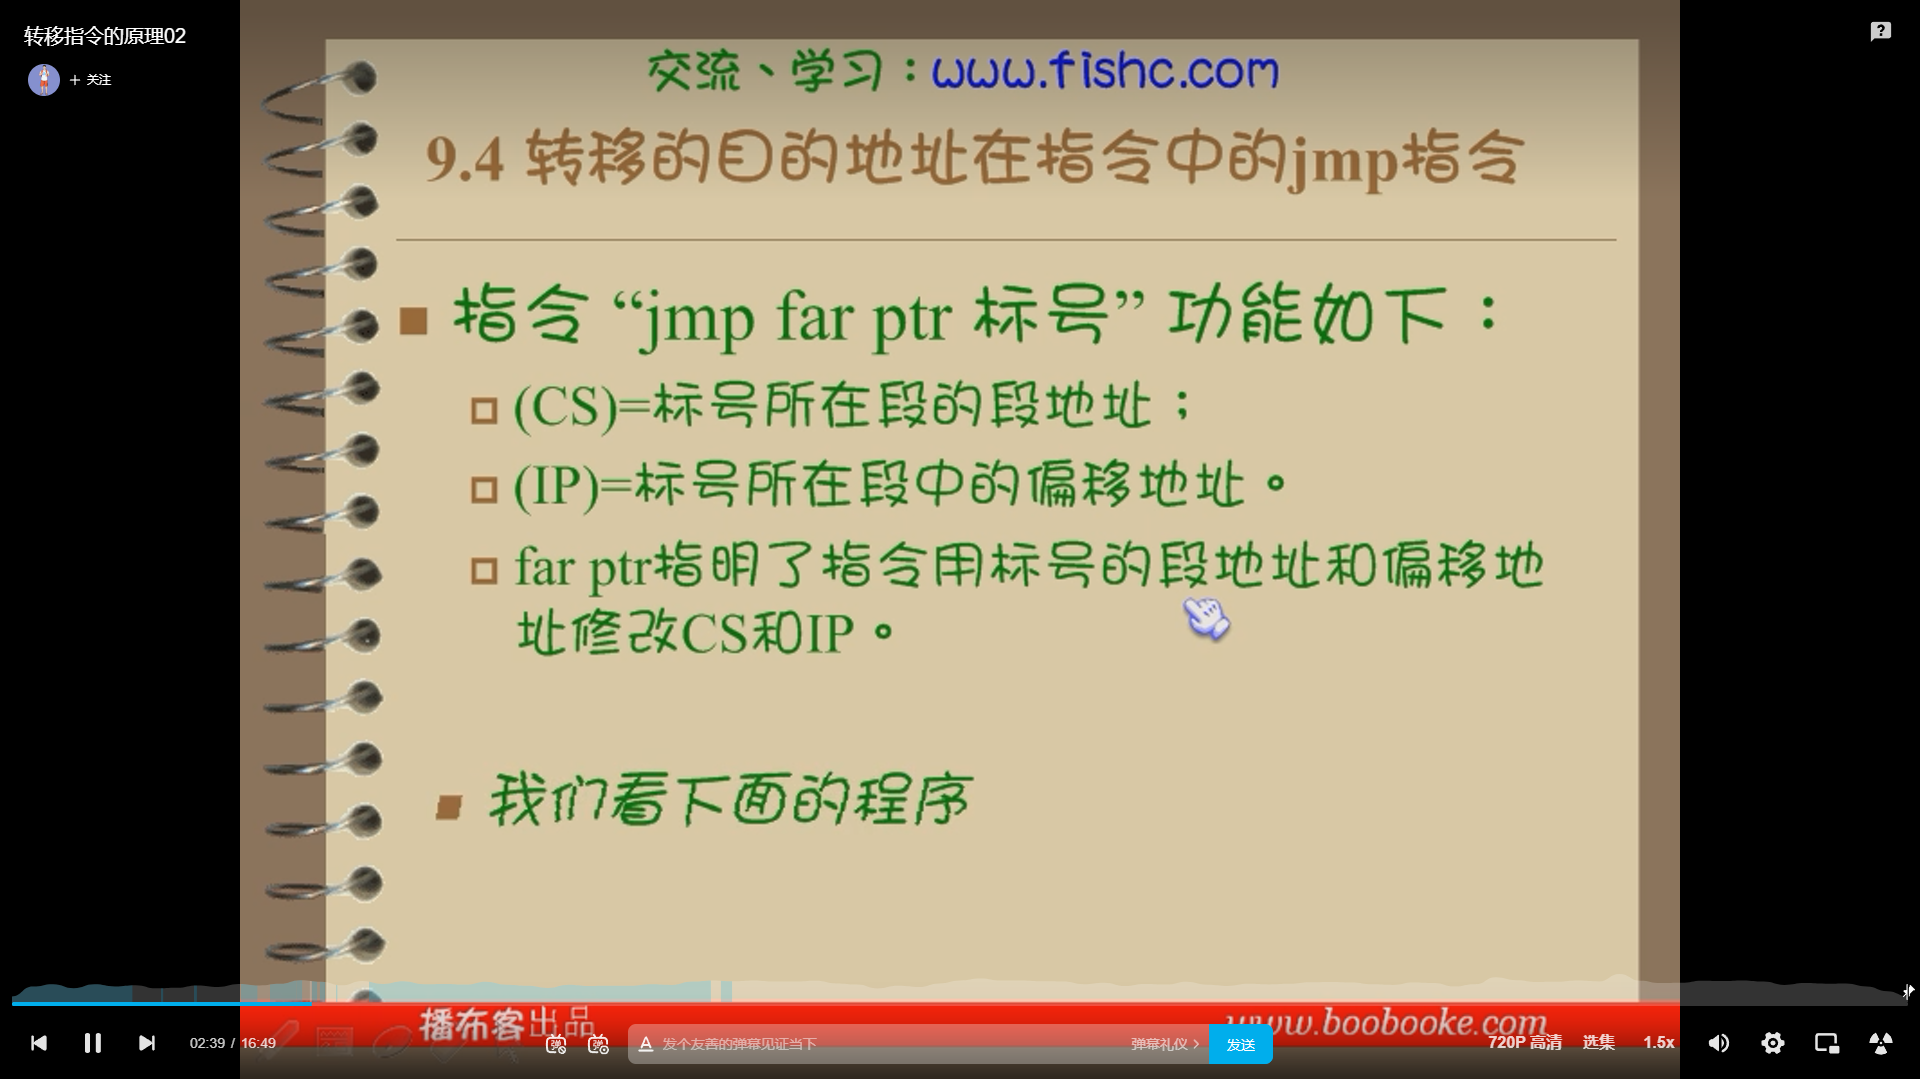 转移指令的原理02
+ 关注
交流、学习：www.fishc.com
9.4 转移的目的地址在指令中的jmp指令
指令 “jmp far ptr 标号” 功能如下：
(CS)=标号所在段的段地址；
(IP)=标号所在段中的偏移地址。
far ptr指明了指令用标号的段地址和偏移地
址修改CS和IP。
我们看下面的程序
播布客出品
www.boobooke.com
02:39 / 16:49
发个友善的弹幕见证当下
弹幕礼仪 >
发送
720P 高清
选集
1.5x